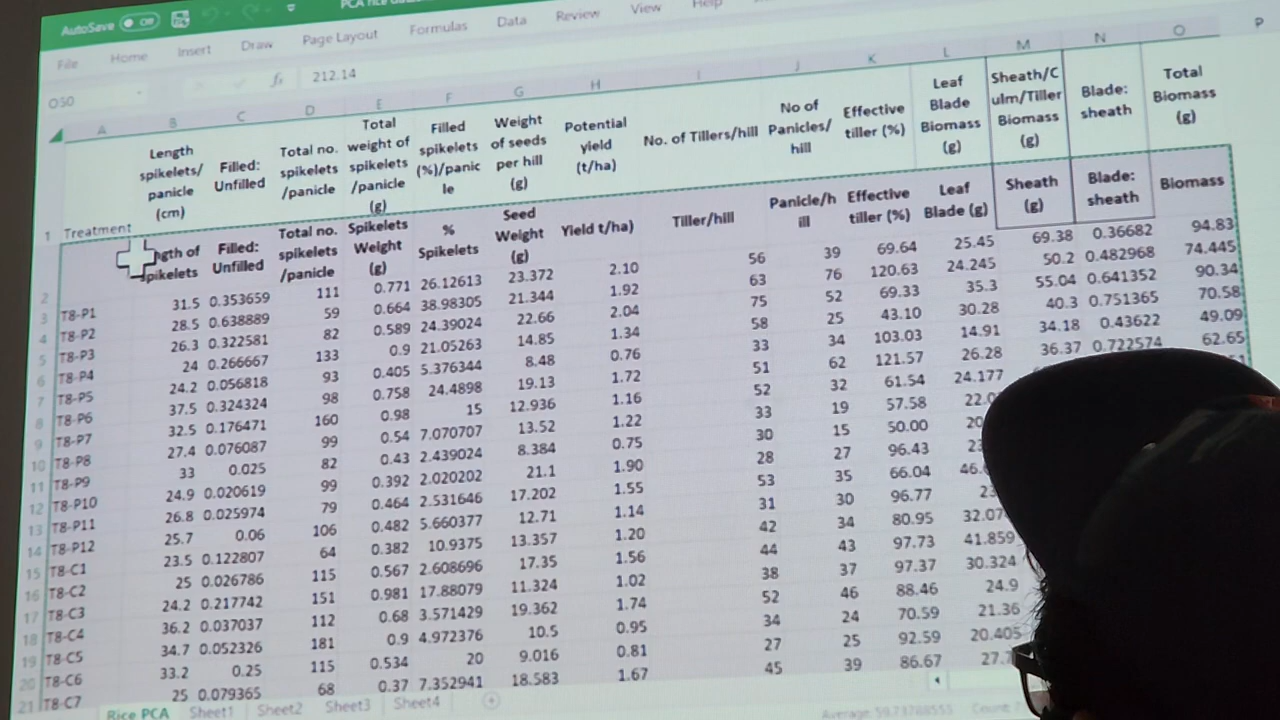 AutoSave Off
File Home Insert Draw Page Layout Formulas Data Review View Help
O30 fx 212.14
A B C D E F G H I J K L M N O P
1 Treatment Length spikelets/ panicle (cm) Filled: Unfilled Total no. spikelets /panicle Total weight of spikelets /panicle (g) Filled spikelets (%)/panic le Weight of seeds per hill (g) Potential yield (t/ha) No. of Tillers/hill No of Panicles/ hill Effective tiller (%) Leaf Blade Biomass (g) Sheath/C ulm/Tiller Biomass (g) Blade: sheath Total Biomass (g)
2 ngth of spikelets Filled: Unfilled Total no. spikelets /panicle Spikelets Weight (g) % Spikelets Seed Weight (g) Yield t/ha) Tiller/hill Panicle/h ill Effective tiller (%) Leaf Blade (g) Sheath (g) Blade: sheath Biomass
3 T8-P1 31.5 0.353659 111 0.771 26.12613 23.372 2.10 56 39 69.64 25.45 69.38 0.36682 94.83
4 T8-P2 28.5 0.638889 59 0.664 38.98305 21.344 1.92 63 76 120.63 24.245 50.2 0.482968 74.445
5 T8-P3 26.3 0.322581 82 0.589 24.39024 22.66 2.04 75 52 69.33 35.3 55.04 0.641352 90.34
6 T8-P4 24 0.266667 133 0.9 21.05263 14.85 1.34 58 25 43.10 30.28 40.3 0.751365 70.58
7 T8-P5 24.2 0.056818 93 0.405 5.376344 8.48 0.76 33 34 103.03 14.91 34.18 0.43622 49.09
8 T8-P6 37.5 0.324324 98 0.758 24.4898 19.13 1.72 51 62 121.57 26.28 36.37 0.722574 62.65
9 T8-P7 32.5 0.176471 160 0.98 15 12.936 1.16 52 32 61.54 24.177
10 T8-P8 27.4 0.076087 99 0.54 7.070707 13.52 1.22 33 19 57.58
11 T8-P9 33 0.025 82 0.43 2.439024 8.384 0.75 30 15 50.00
12 T8-P10 24.9 0.020619 99 0.392 2.020202 21.1 1.90 28 27 96.43
13 T8-P11 26.8 0.025974 79 0.464 2.531646 17.202 1.55 53 35 66.04
14 T8-P12 25.7 0.06 106 0.482 5.660377 12.71 1.14 31 30 96.77
15 T8-C1 23.5 0.122807 64 0.382 10.9375 13.357 1.20 42 34 80.95 32.07
16 T8-C2 25 0.026786 115 0.567 2.608696 17.35 1.56 44 43 97.73 41.859
17 T8-C3 24.2 0.217742 151 0.981 17.88079 11.324 1.02 38 37 97.37 30.324
18 T8-C4 36.2 0.037037 112 0.68 3.571429 19.362 1.74 52 46 88.46 24.9
19 T8-C5 34.7 0.052326 181 0.9 4.972376 10.5 0.95 34 24 70.59 21.36
20 T8-C6 33.2 0.25 115 0.534 20 9.016 0.81 27 25 92.59 20.405
21 T8-C7 25 0.079365 68 0.37 7.352941 18.583 1.67 45 39 86.67
Rice PCA Sheet1 Sheet2 Sheet3 Sheet4